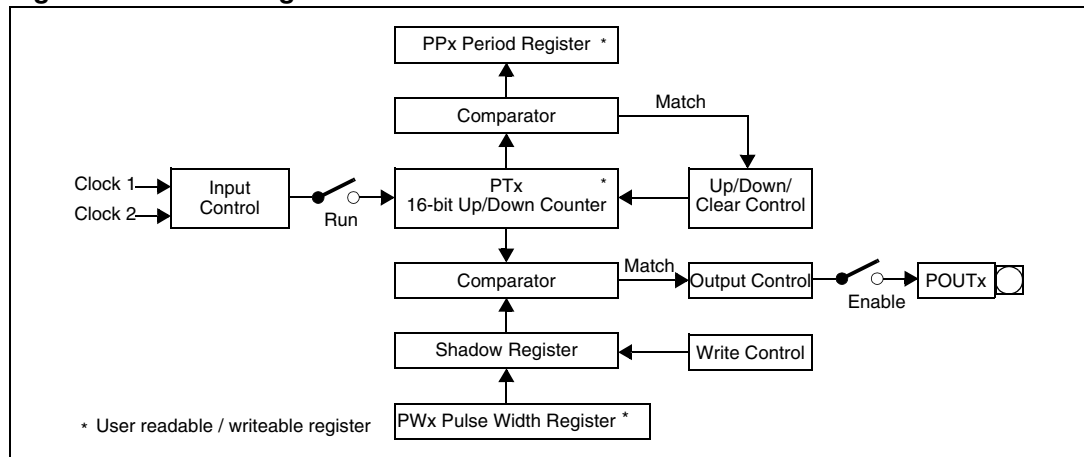 PPx Period Register *
Comparator
Match
Clock 1
Clock 2
Input
Control
Run
PTx *
16-bit Up/Down Counter
Up/Down/
Clear Control
Comparator
Match
Output Control
Enable
POUTx
Shadow Register
Write Control
PWx Pulse Width Register *
* User readable / writeable register